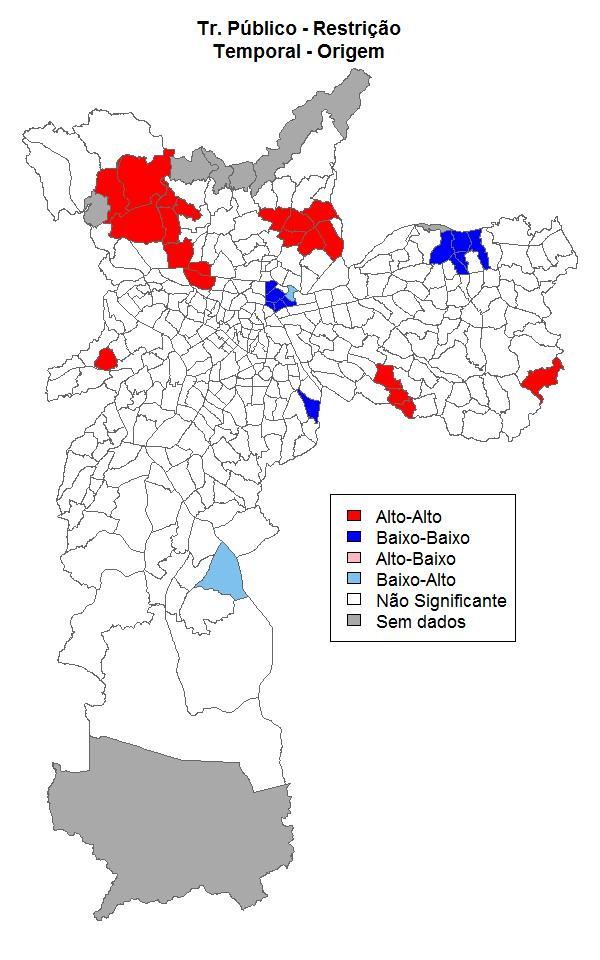 Tr. Público - Restrição
Temporal - Origem
Alto-Alto
Baixo-Baixo
Alto-Baixo
Baixo-Alto
Não Significante
Sem dados